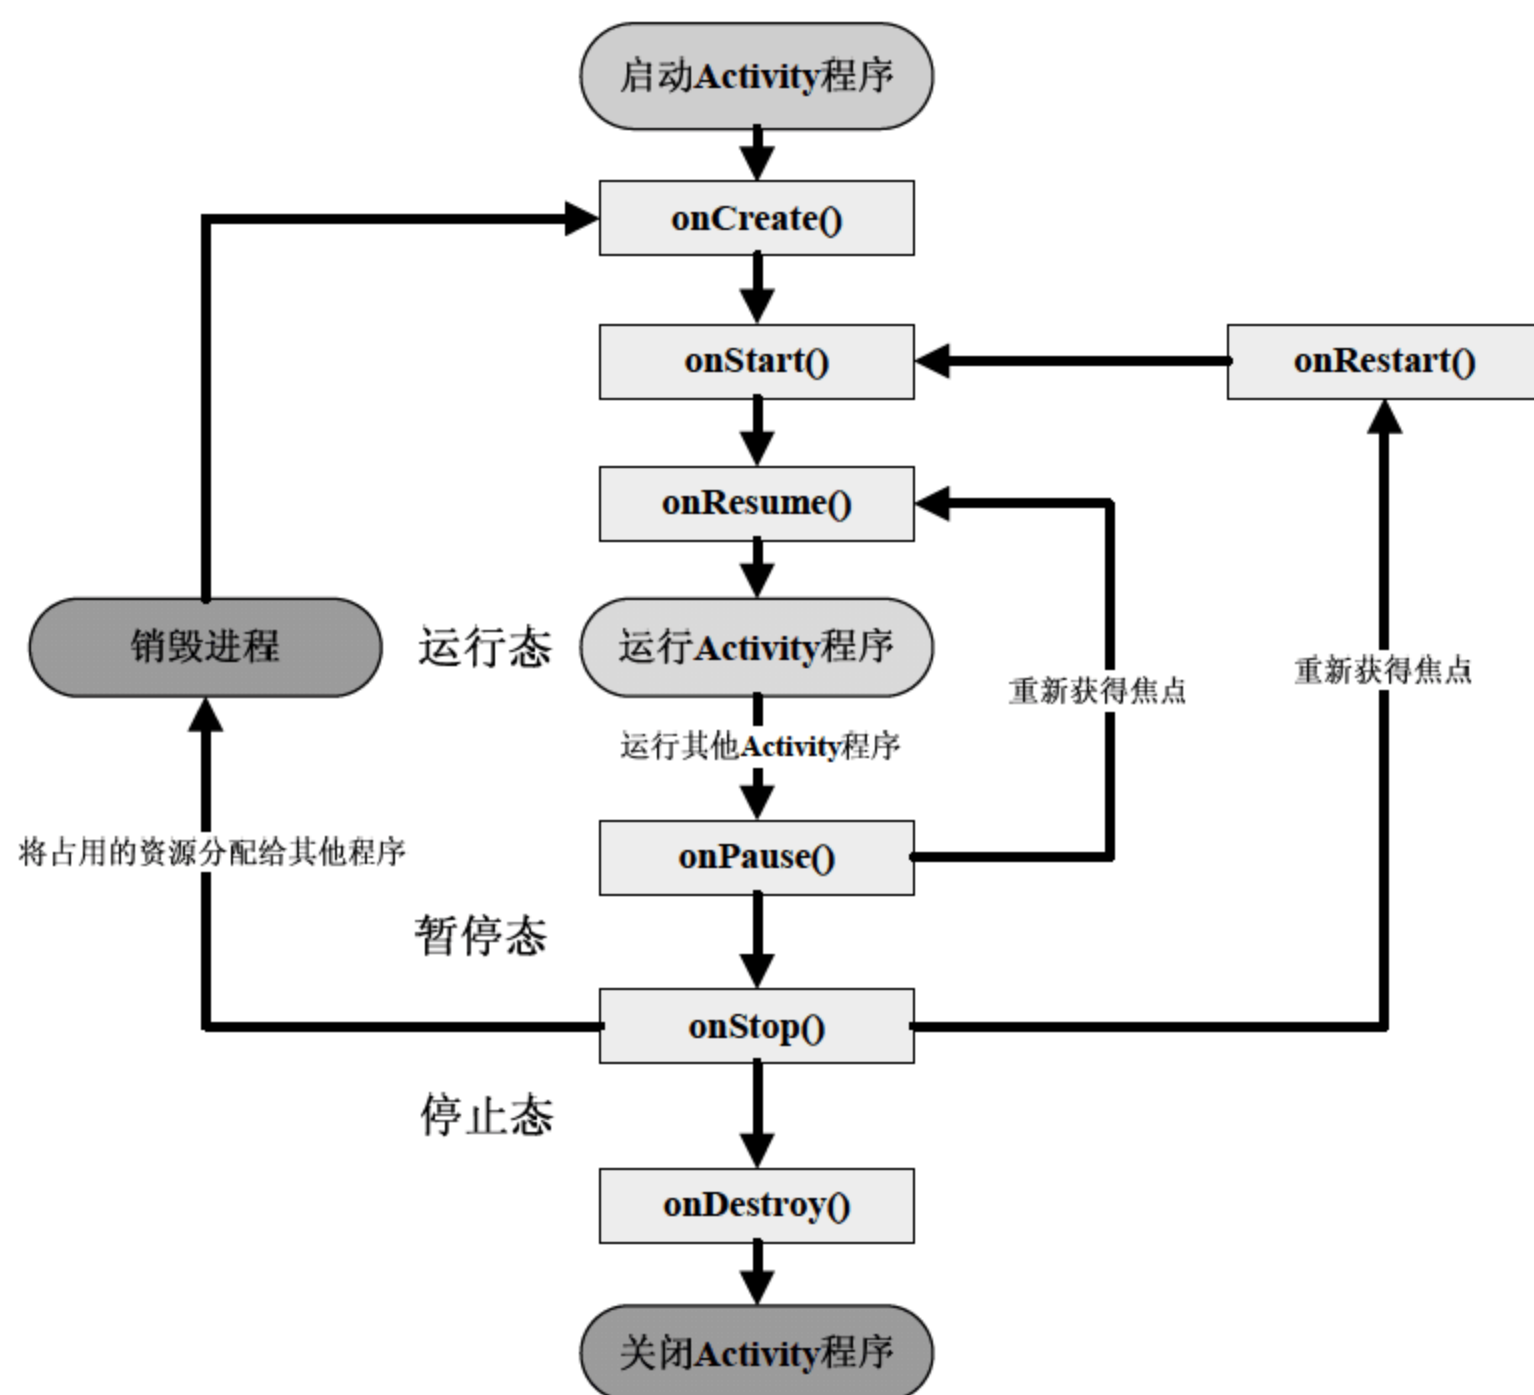 启动Activity程序
onCreate()
onStart()
onRestart()
onResume()
销毁进程
运行态
运行Activity程序
重新获得焦点
重新获得焦点
运行其他Activity程序
将占用的资源分配给其他程序
onPause()
暂停态
onStop()
停止态
onDestroy()
关闭Activity程序